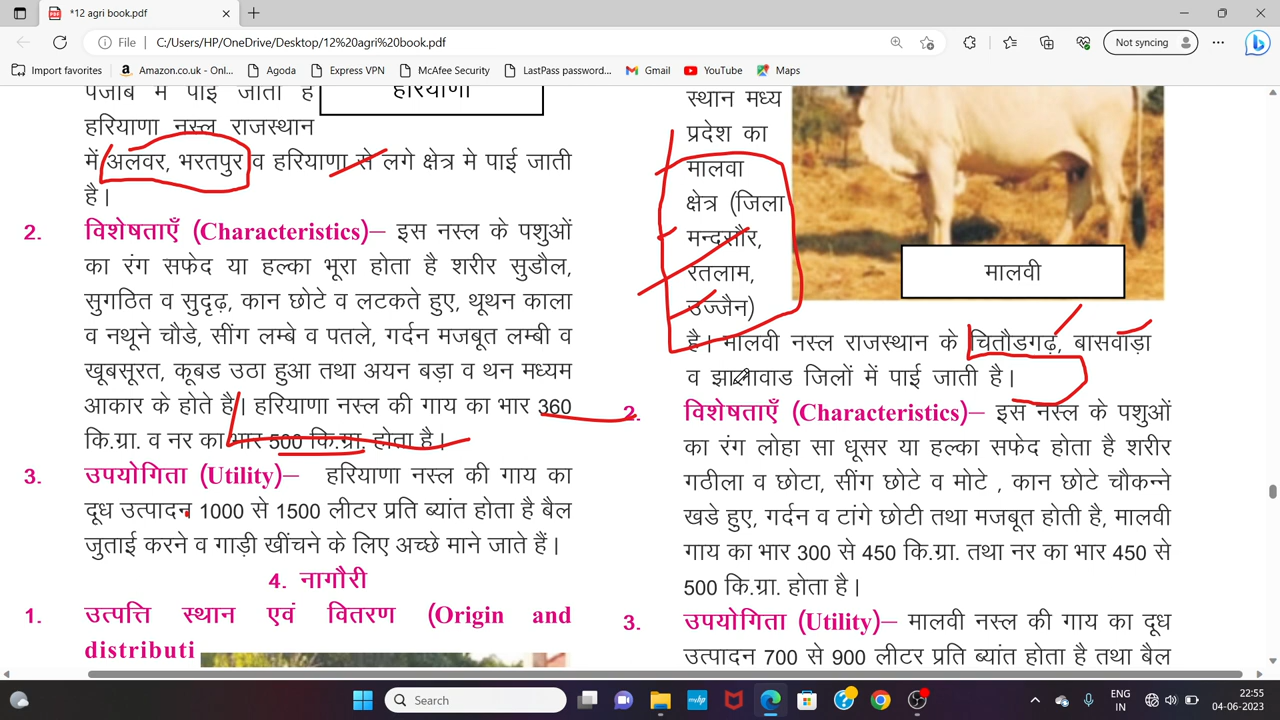 *12 agri book.pdf
File
C:/Users/HP/OneDrive/Desktop/12%20agri%20book.pdf
Not syncing
Import favorites
Amazon.co.uk - Onl...
Agoda
Express VPN
McAfee Security
LastPass password...
Gmail
YouTube
Maps
पंजाब में पाई जाती है
हरियाणा नस्ल राजस्थान
हरियाणा
में अलवर, भरतपुर व हरियाणा से लगे क्षेत्र मे पाई जाती
है।
2. विशेषताएँ (Characteristics)– इस नस्ल के पशुओं
का रंग सफेद या हल्का भूरा होता है शरीर सुडौल,
सुगठित व सुदृढ़, कान छोटे व लटकते हुए, थूथन काला
व नथूने चौडे, सींग लम्बे व पतले, गर्दन मजबूत लम्बी व
खूबसूरत, कूबड उठा हुआ तथा अयन बड़ा व थन मध्यम
आकार के होते है। हरियाणा नस्ल की गाय का भार 360
कि.ग्रा. व नर का भार 500 कि.ग्रा. होता है।
3. उपयोगिता (Utility)– हरियाणा नस्ल की गाय का
दूध उत्पादन 1000 से 1500 लीटर प्रति ब्यांत होता है बैल
जुताई करने व गाड़ी खींचने के लिए अच्छे माने जाते हैं।
4. नागौरी
1. उत्पत्ति स्थान एवं वितरण (Origin and
distributi
स्थान मध्य
प्रदेश का
मालवा
क्षेत्र (जिला
मन्दसौर,
रतलाम,
उज्जैन)
मालवी
है। मालवी नस्ल राजस्थान के चितौडगढ़, बासवाड़ा
व झालावाड जिलों में पाई जाती है।
2. विशेषताएँ (Characteristics)– इस नस्ल के पशुओं
का रंग लोहा सा धूसर या हल्का सफेद होता है शरीर
गठीला व छोटा, सींग छोटे व मोटे , कान छोटे चौकन्ने
खडे हुए, गर्दन व टांगे छोटी तथा मजबूत होती है, मालवी
गाय का भार 300 से 450 कि.ग्रा. तथा नर का भार 450 से
500 कि.ग्रा. होता है।
3. उपयोगिता (Utility)– मालवी नस्ल की गाय का दूध
उत्पादन 700 से 900 लीटर प्रति ब्यांत होता है तथा बैल
Search
ENG
IN
22:55
04-06-2023